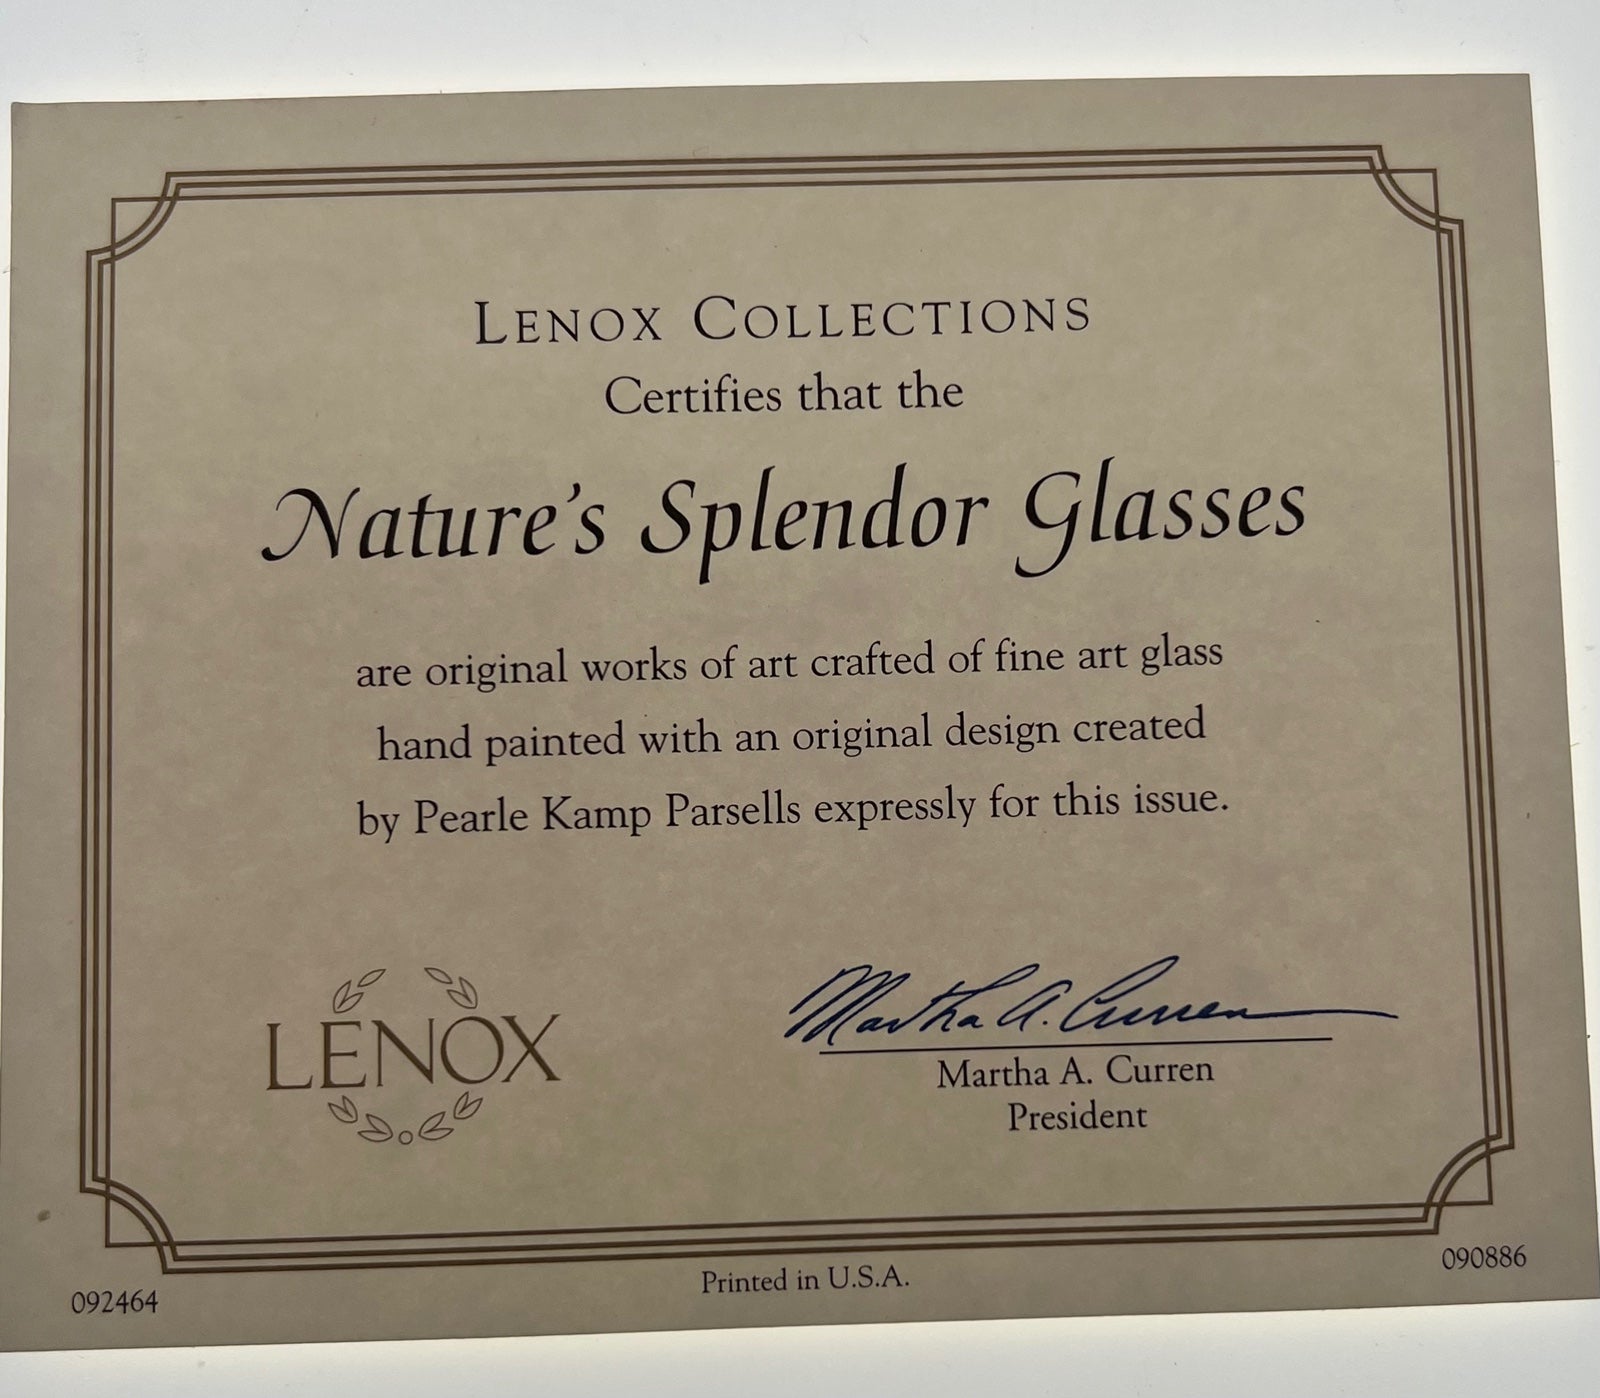 LENOX COLLECTIONS
Certifies that the
Nature's Splendor Glasses
are original works of art crafted of fine art glass
hand painted with an original design created
by Pearle Kamp Parsells expressly for this issue.
LENOX
Martha A. Curren
Martha A. Curren
President
092464
Printed in U.S.A.
090886